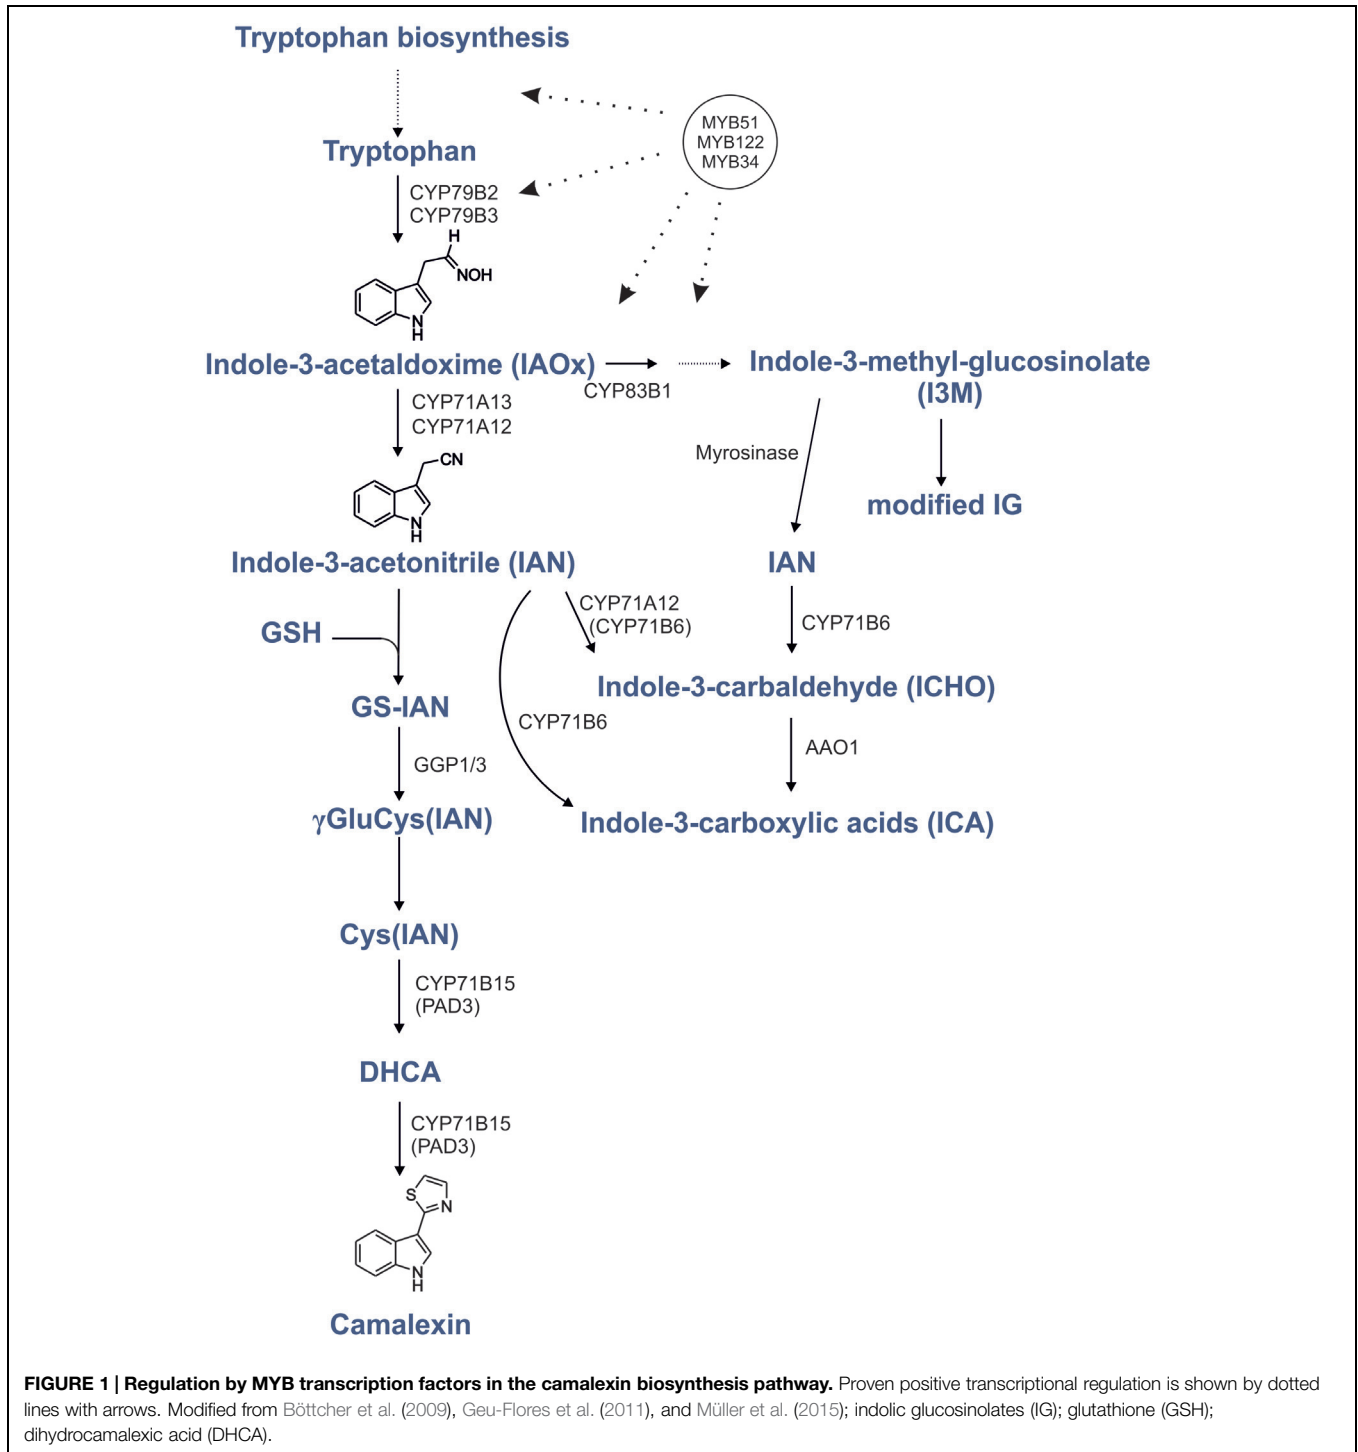 Tryptophan biosynthesis
MYB51
MYB122
MYB34
Tryptophan
CYP79B2
CYP79B3
H
NOH
N
H
Indole-3-acetaldoxime (IAOx)
CYP83B1
Indole-3-methyl-glucosinolate
(I3M)
CYP71A13
CYP71A12
Myrosinase
CN
N
H
modified IG
Indole-3-acetonitrile (IAN)
IAN
CYP71A12
(CYP71B6)
CYP71B6
GSH
Indole-3-carbaldehyde (ICHO)
GS-IAN
CYP71B6
AAO1
GGP1/3
γGluCys(IAN)
Indole-3-carboxylic acids (ICA)
Cys(IAN)
CYP71B15
(PAD3)
DHCA
CYP71B15
(PAD3)
S
N
N
H
Camalexin
FIGURE 1 | Regulation by MYB transcription factors in the camalexin biosynthesis pathway. Proven positive transcriptional regulation is shown by dotted
lines with arrows. Modified from Böttcher et al. (2009), Geu-Flores et al. (2011), and Müller et al. (2015); indolic glucosinolates (IG); glutathione (GSH);
dihydrocamalexic acid (DHCA).